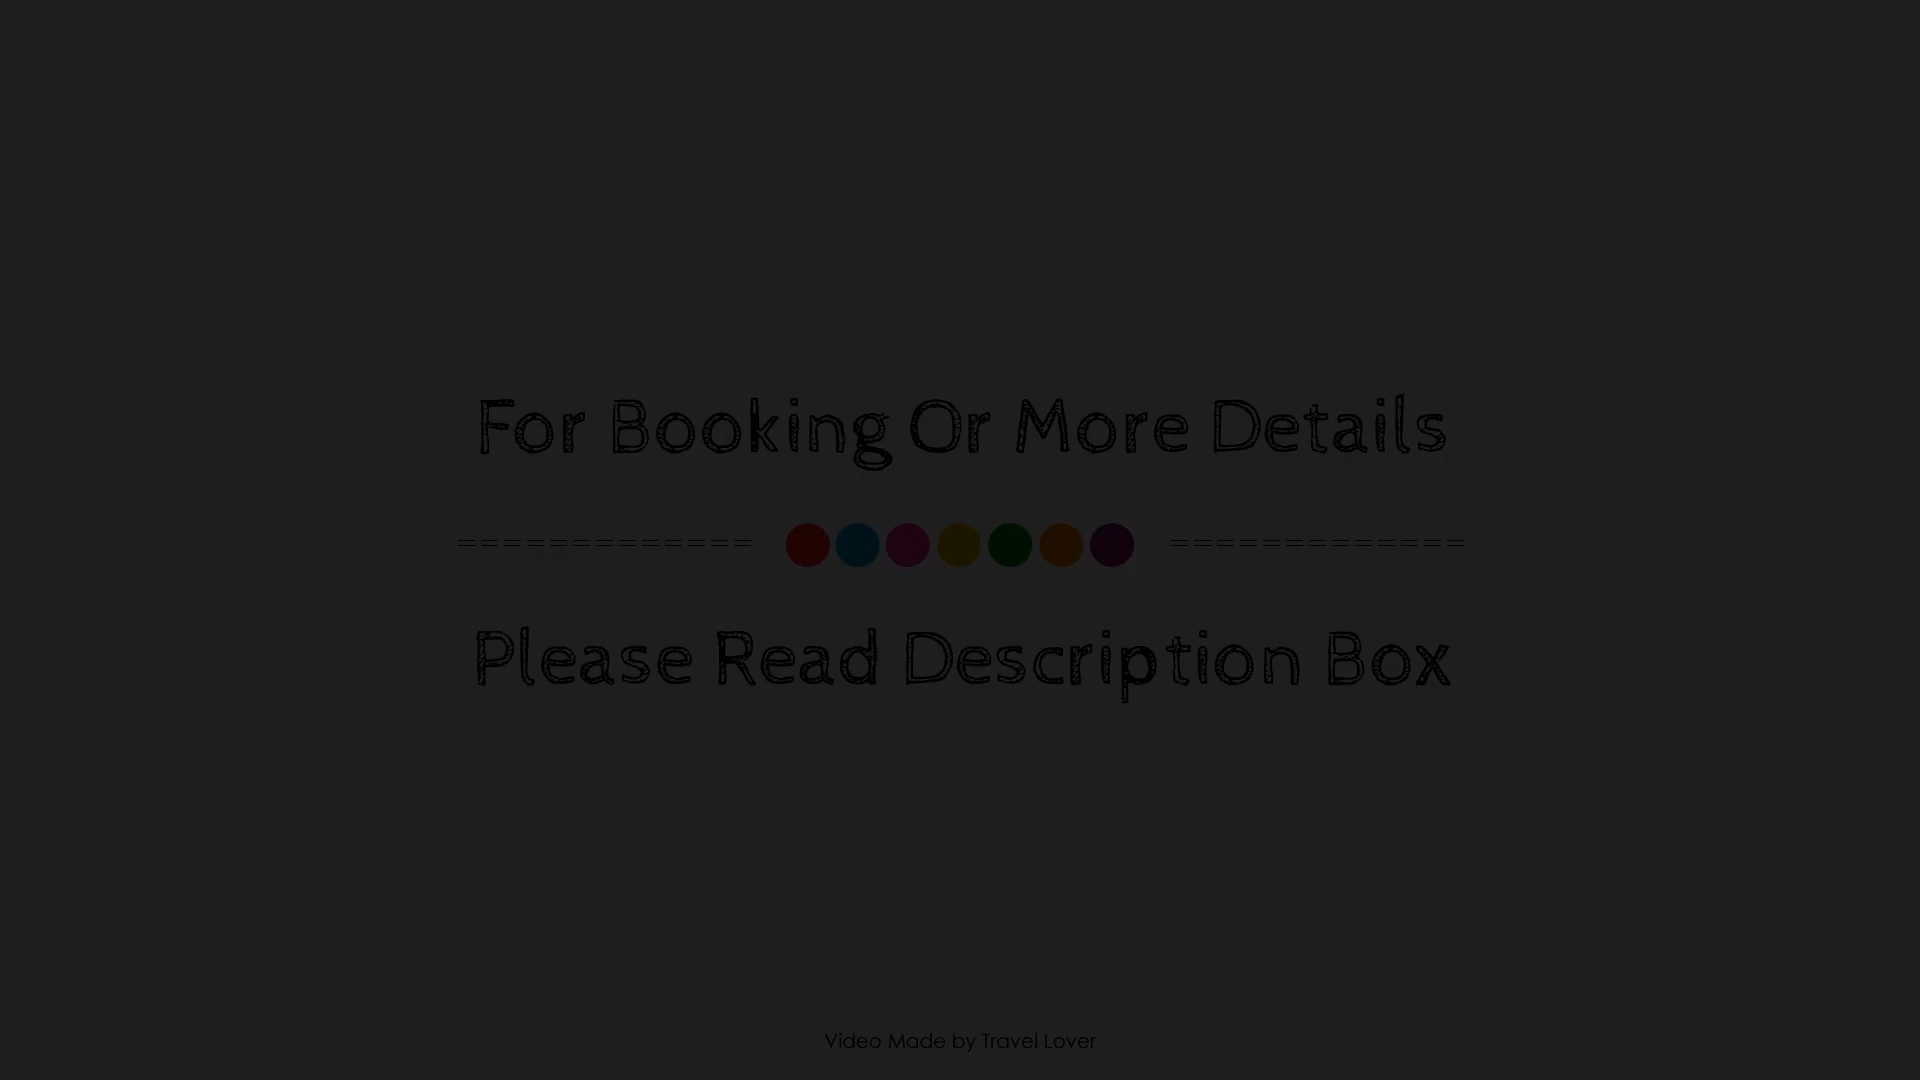 For Booking Or More Details
============= =============
Please Read Description Box
Video Made by Travel Lover